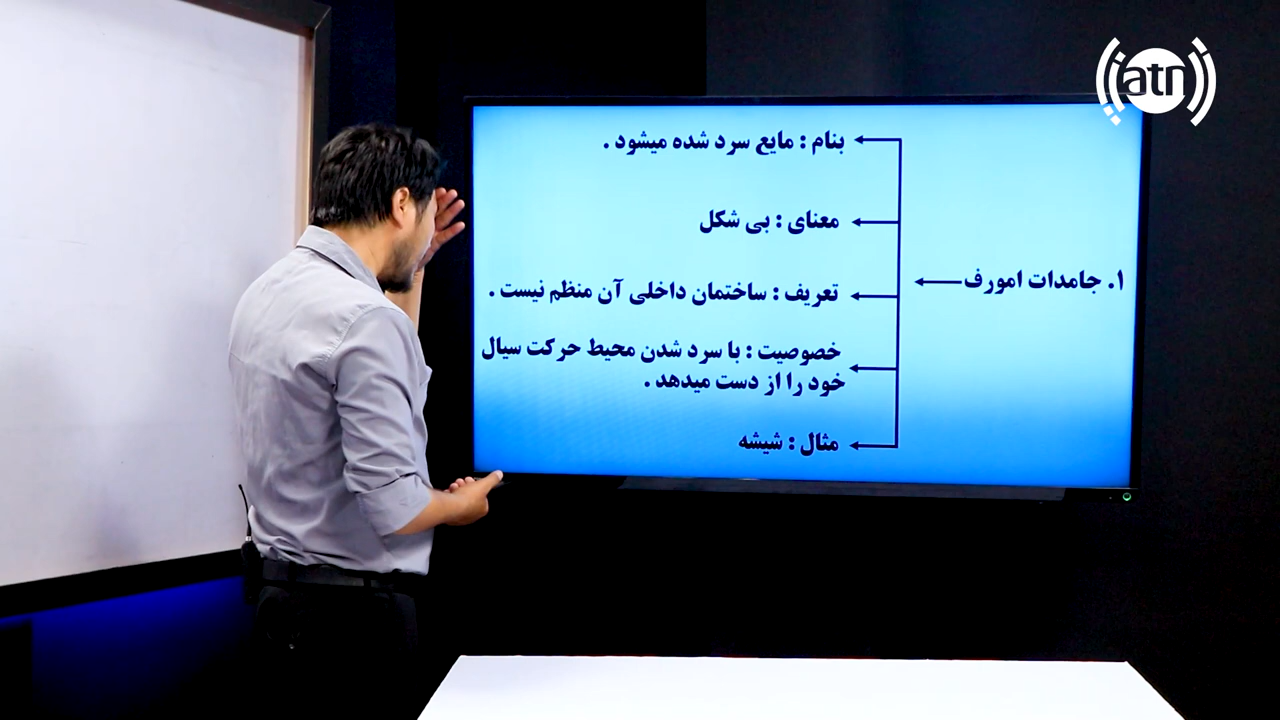 atn
بنام : مایع سرد شده میشود .
معنای : بی شکل
۱. جامدات امورف
تعریف : ساختمان داخلی آن منظم نیست .
خصوصیت : با سرد شدن محیط حرکت سیال
خود را از دست میدهد .
مثال : شیشه